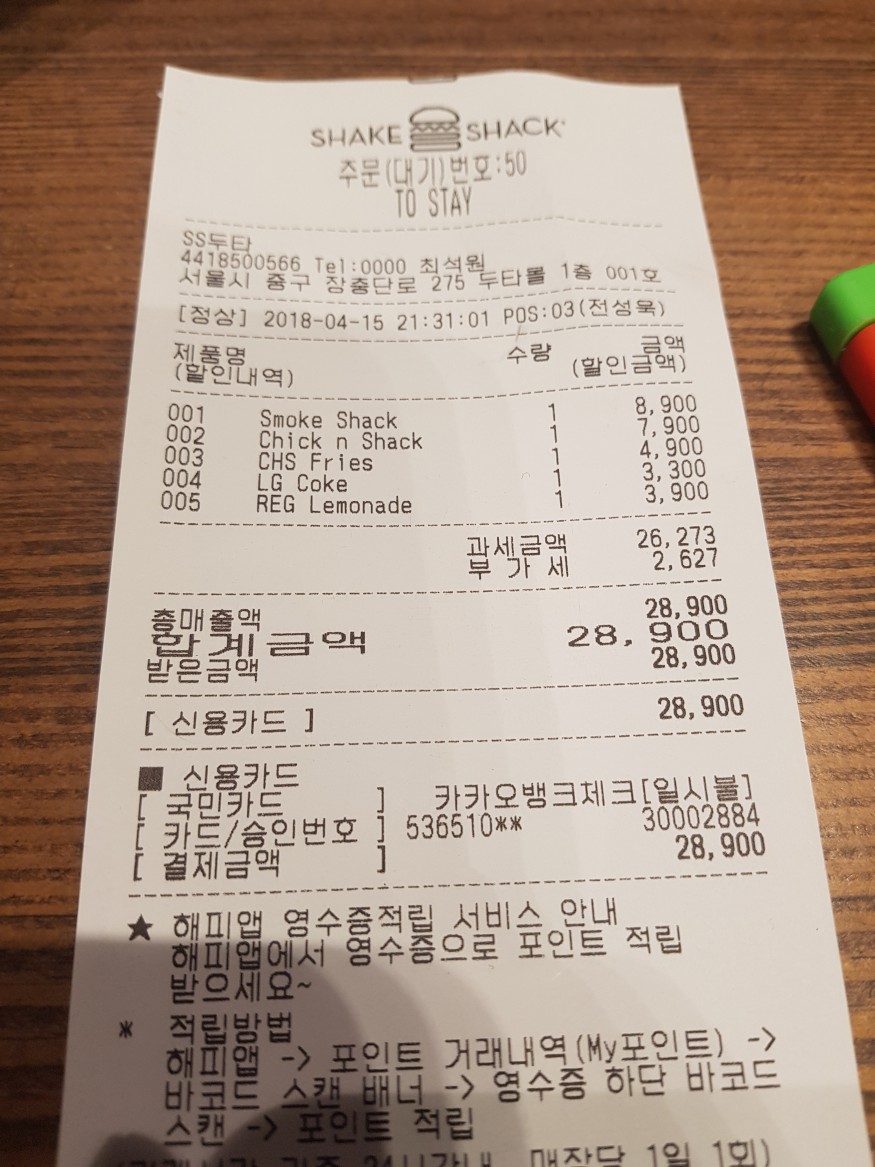 SHAKE SHACK
주문(대기)번호:50
TO STAY
SS두타
4418500566 Tel:0000 최석원
서울시 중구 장충단로 275 두타몰 1층 001호
[정상] 2018-04-15 21:31:01 POS:03(전성욱)
제품명 수량 금액
(할인내역) (할인금액)
001 Smoke Shack 1 8,900
002 Chick n Shack 1 7,900
003 CHS Fries 1 4,900
004 LG Coke 1 3,300
005 REG Lemonade 1 3,900
과세금액 26,273
부 가 세 2,627
총매출액 28,900
합계금액 28,900
받은금액 28,900
[ 신용카드 ] 28,900
■ 신용카드
[ 국민카드 ] 카카오뱅크체크[일시불]
[ 카드/승인번호 ] 536510** 30002884
[ 결제금액 ] 28,900
★ 해피앱 영수증적립 서비스 안내
해피앱에서 영수증으로 포인트 적립
받으세요~
* 적립방법
해피앱 -> 포인트 거래내역(My포인트) ->
바코드 스캔 배너 -> 영수증 하단 바코드
스캔 -> 포인트 적립
24시간내 매장당 1일 1회)